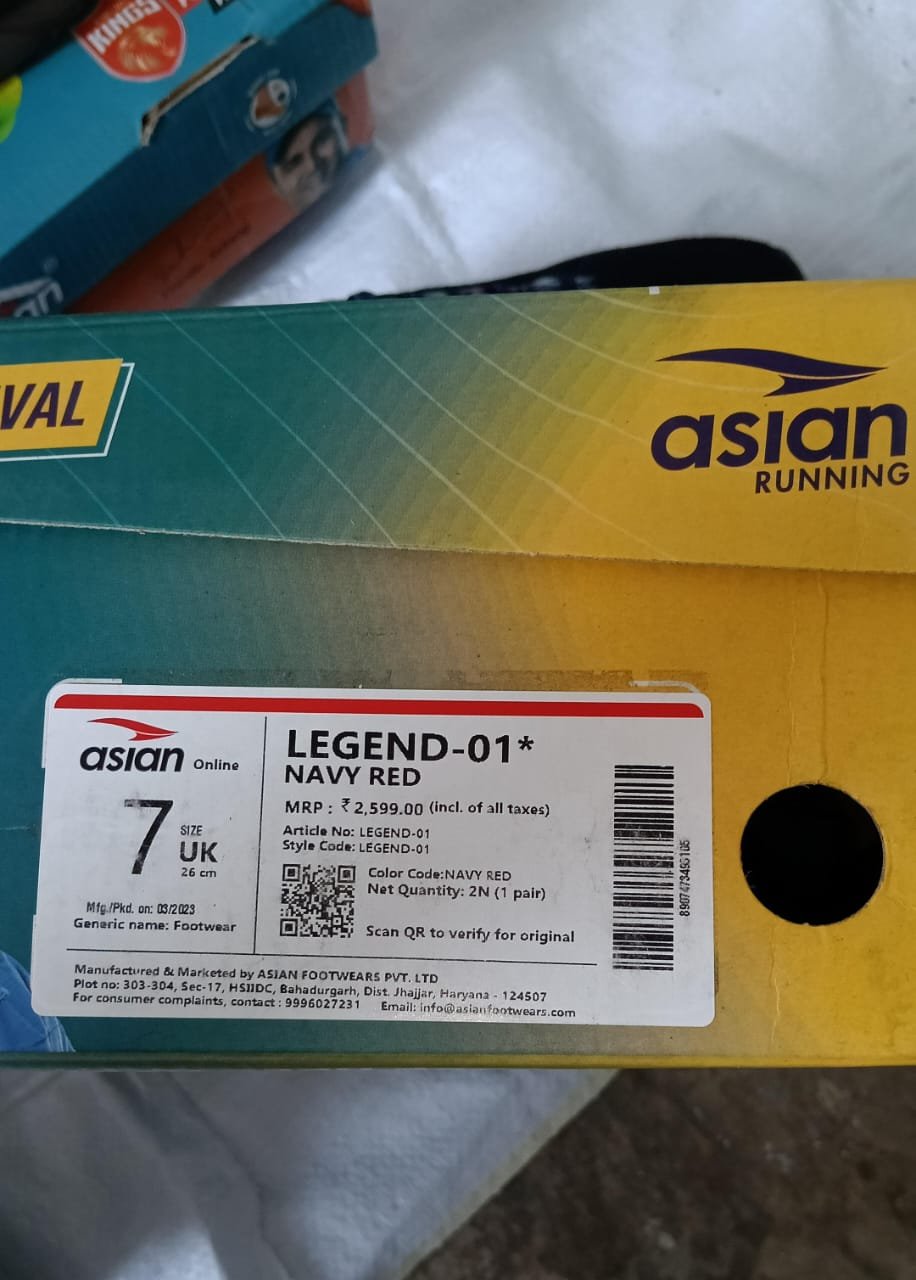 KINGS
VAL
asian
RUNNING
asian Online
7 SIZE
UK
26 cm
Mfg./Pkd. on: 03/2023
Generic name: Footwear
LEGEND-01*
NAVY RED
MRP : ₹ 2,599.00 (incl. of all taxes)
Article No: LEGEND-01
Style Code: LEGEND-01
Color Code:NAVY RED
Net Quantity: 2N (1 pair)
Scan QR to verify for original
Manufactured & Marketed by ASIAN FOOTWEARS PVT. LTD
Plot no: 303-304, Sec-17, HSIIDC, Bahadurgarh, Dist. Jhajjar, Haryana - 124507
For consumer complaints, contact : 9996027231 Email: info@asianfootwears.com